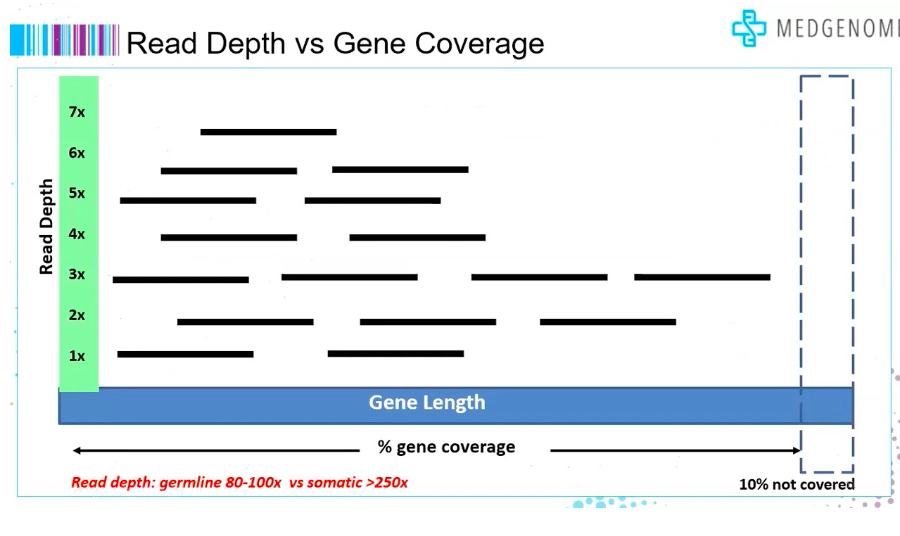 Read Depth vs Gene Coverage
MEDGENOME
7x
6x
5x
4x
3x
2x
1x
Read Depth
Gene Length
% gene coverage
Read depth: germline 80-100x vs somatic >250x
10% not covered